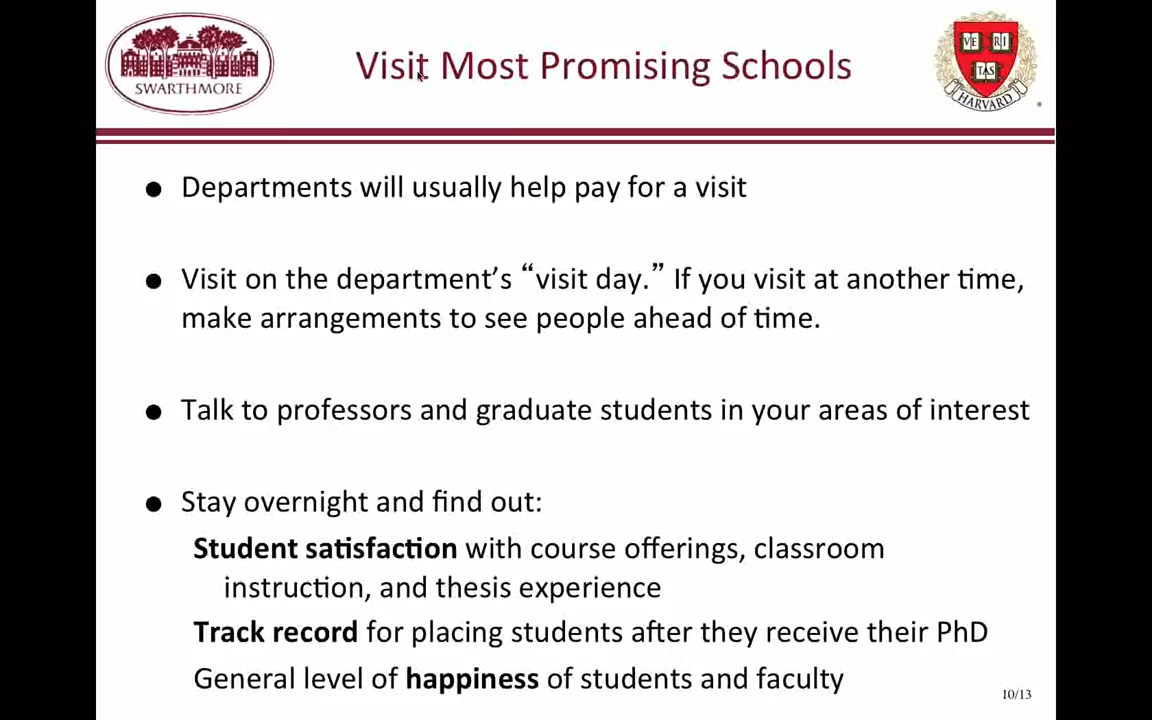 SWARTHMORE
Visit Most Promising Schools
VE RI
TAS
HARVARD
● Departments will usually help pay for a visit
● Visit on the department’s “visit day.” If you visit at another time,
make arrangements to see people ahead of time.
● Talk to professors and graduate students in your areas of interest
● Stay overnight and find out:
Student satisfaction with course offerings, classroom
instruction, and thesis experience
Track record for placing students after they receive their PhD
General level of happiness of students and faculty
10/13